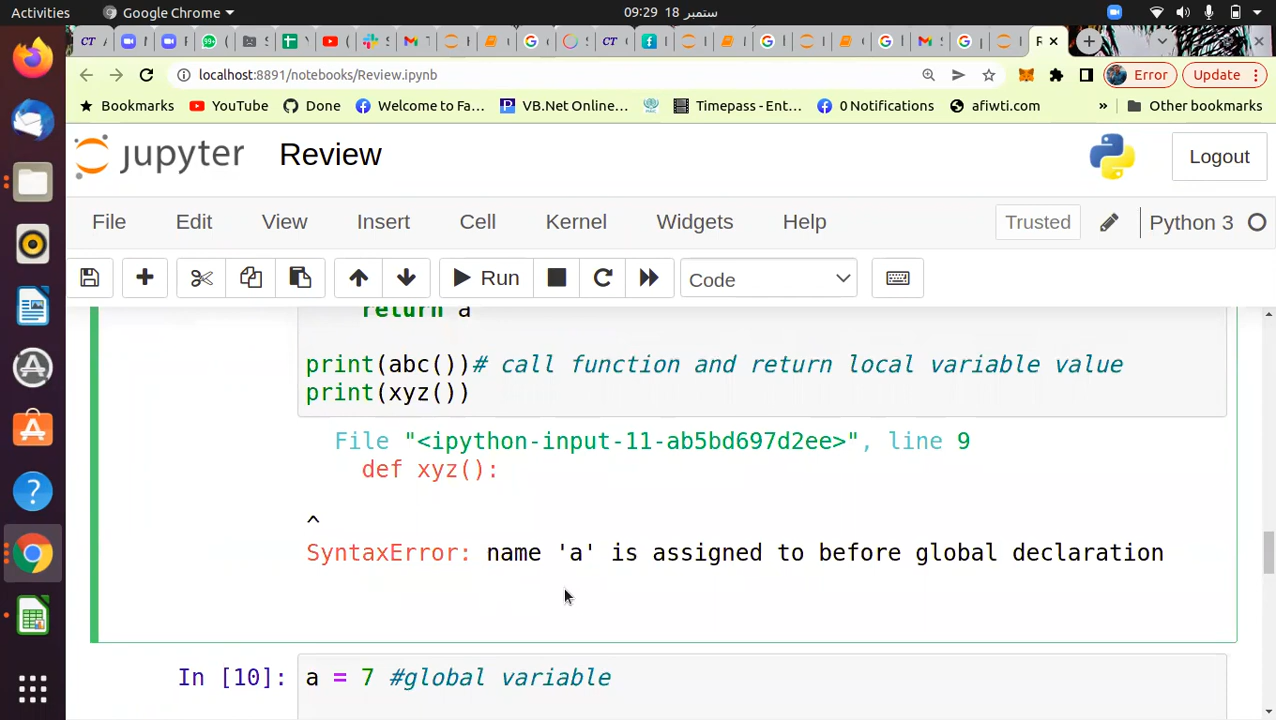 Activities
Google Chrome
09:29 18 ستمبر
CT
99+
CT
R
localhost:8891/notebooks/Review.ipynb
Error
Update
Bookmarks
YouTube
Done
Welcome to Fa...
VB.Net Online...
Timepass - Ent...
0 Notifications
afiwti.com
»
Other bookmarks
jupyter
Review
Logout
File
Edit
View
Insert
Cell
Kernel
Widgets
Help
Trusted
Python 3
Run
Code
return a
print(abc())# call function and return local variable value
print(xyz())
File "<ipython-input-11-ab5bd697d2ee>", line 9
def xyz():
^
SyntaxError: name 'a' is assigned to before global declaration
In [10]:
a = 7 #global variable